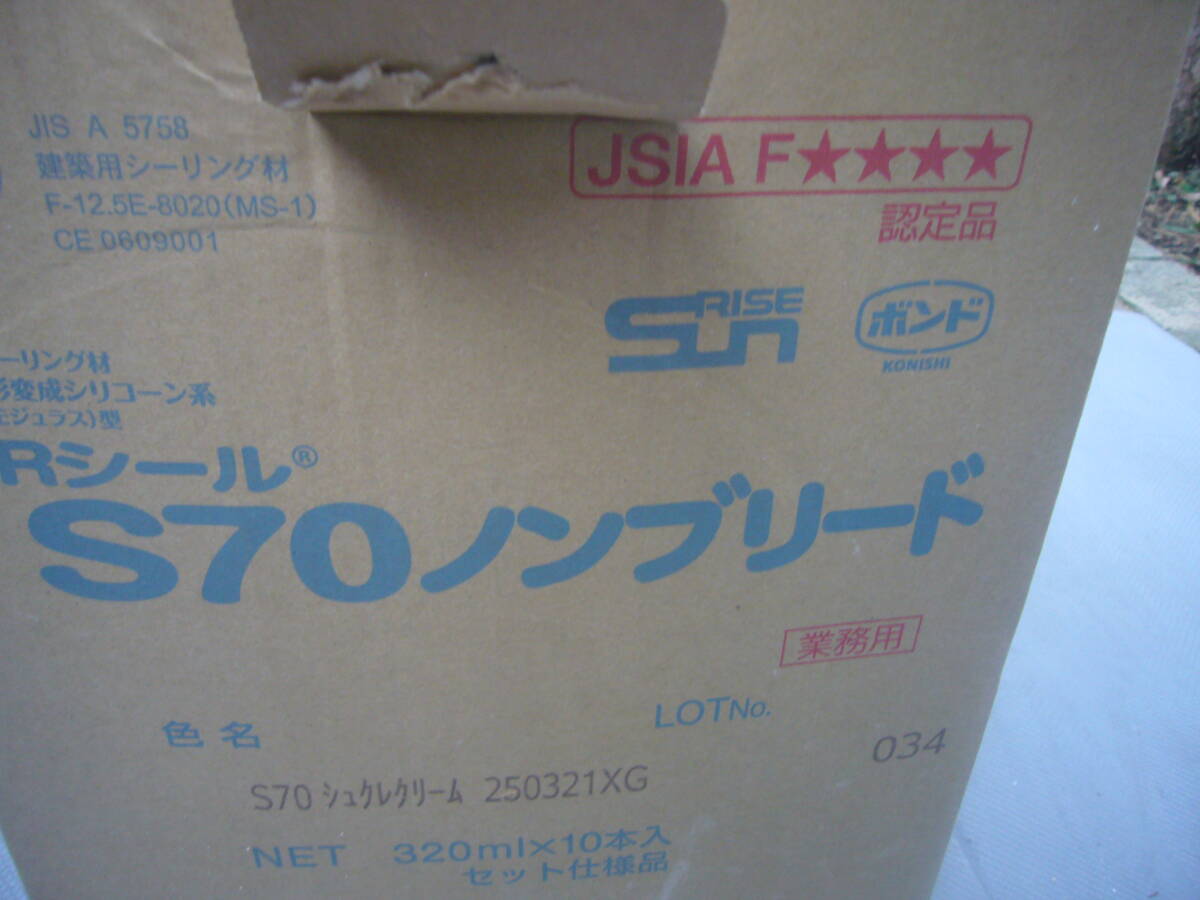 JIS A 5758
建築用シーリング材
F-12.5E-8020(MS-1)
CE 0609001
JSIA F★★★★
認定品
SUNRISE
ボンド
KONISHI
ーリング材
形変成シリコーン系
モジュラス)型
Rシール®
S70ノンブリード
業務用
色名
LOTNo.
034
S70 シュクレクリーム 250321XG
NET 320ml×10本入
セット仕様品